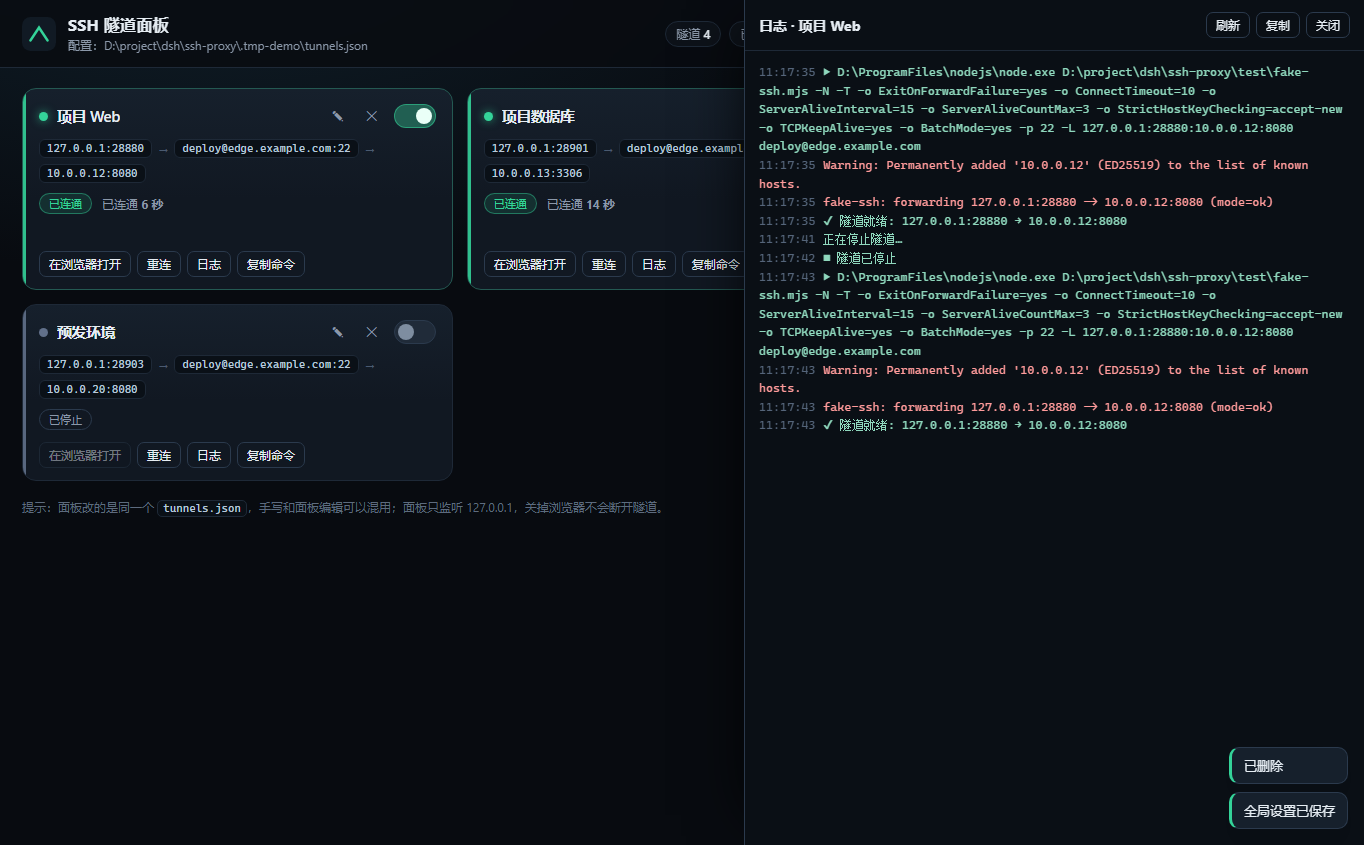 SSH 隧道面板
配置：D:\project\dsh\ssh-proxy\.tmp-demo\tunnels.json
隧道 4
项目 Web
127.0.0.1:28880 → deploy@edge.example.com:22 →
10.0.0.12:8080
已连通 已连通 6 秒
在浏览器打开 重连 日志 复制命令
项目数据库
127.0.0.1:28901 → deploy@edge.exampl
10.0.0.13:3306
已连通 已连通 14 秒
在浏览器打开 重连 日志 复制命令
预发环境
127.0.0.1:28903 → deploy@edge.example.com:22 →
10.0.0.20:8080
已停止
在浏览器打开 重连 日志 复制命令
提示：面板改的是同一个 tunnels.json，手写和面板编辑可以混用；面板只监听 127.0.0.1，关掉浏览器不会断开隧道。
日志 · 项目 Web
刷新 复制 关闭
11:17:35 ▶ D:\ProgramFiles\nodejs\node.exe D:\project\dsh\ssh-proxy\test\fake-
ssh.mjs -N -T -o ExitOnForwardFailure=yes -o ConnectTimeout=10 -o
ServerAliveInterval=15 -o ServerAliveCountMax=3 -o StrictHostKeyChecking=accept-new
-o TCPKeepAlive=yes -o BatchMode=yes -p 22 -L 127.0.0.1:28880:10.0.0.12:8080
deploy@edge.example.com
11:17:35 Warning: Permanently added '10.0.0.12' (ED25519) to the list of known
hosts.
11:17:35 fake-ssh: forwarding 127.0.0.1:28880 —> 10.0.0.12:8080 (mode=ok)
11:17:35 ✓ 隧道就绪: 127.0.0.1:28880 → 10.0.0.12:8080
11:17:41 正在停止隧道…
11:17:42 ■ 隧道已停止
11:17:43 ▶ D:\ProgramFiles\nodejs\node.exe D:\project\dsh\ssh-proxy\test\fake-
ssh.mjs -N -T -o ExitOnForwardFailure=yes -o ConnectTimeout=10 -o
ServerAliveInterval=15 -o ServerAliveCountMax=3 -o StrictHostKeyChecking=accept-new
-o TCPKeepAlive=yes -o BatchMode=yes -p 22 -L 127.0.0.1:28880:10.0.0.12:8080
deploy@edge.example.com
11:17:43 Warning: Permanently added '10.0.0.12' (ED25519) to the list of known
hosts.
11:17:43 fake-ssh: forwarding 127.0.0.1:28880 —> 10.0.0.12:8080 (mode=ok)
11:17:43 ✓ 隧道就绪: 127.0.0.1:28880 → 10.0.0.12:8080
已删除
全局设置已保存